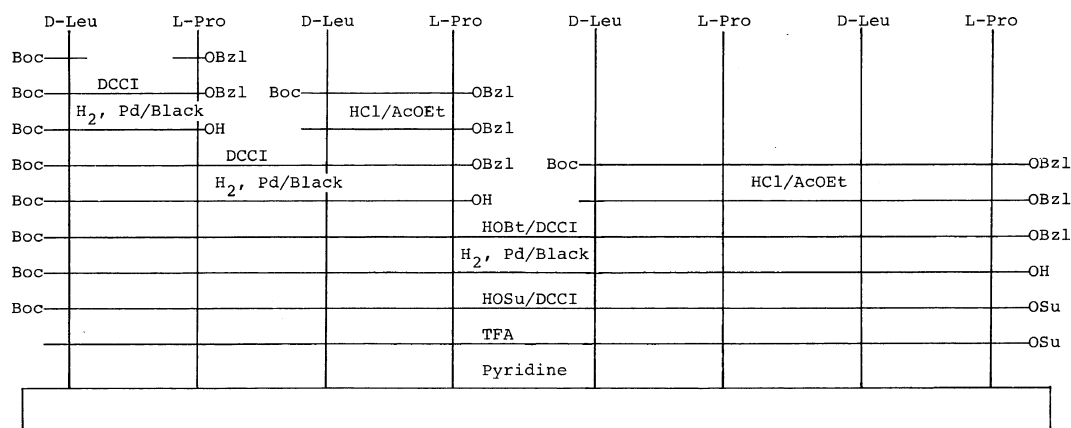 D-Leu L-Pro D-Leu L-Pro D-Leu L-Pro D-Leu L-Pro
Boc OBzl
DCCI
Boc OBzl Boc OBzl
H2, Pd/Black HCl/AcOEt
Boc OH OBzl
DCCI
Boc OBzl Boc OBzl
H2, Pd/Black HCl/AcOEt
Boc OH OBzl
HOBt/DCCI
Boc OBzl
H2, Pd/Black
Boc OH
HOSu/DCCI
Boc OSu
TFA
OSu
Pyridine